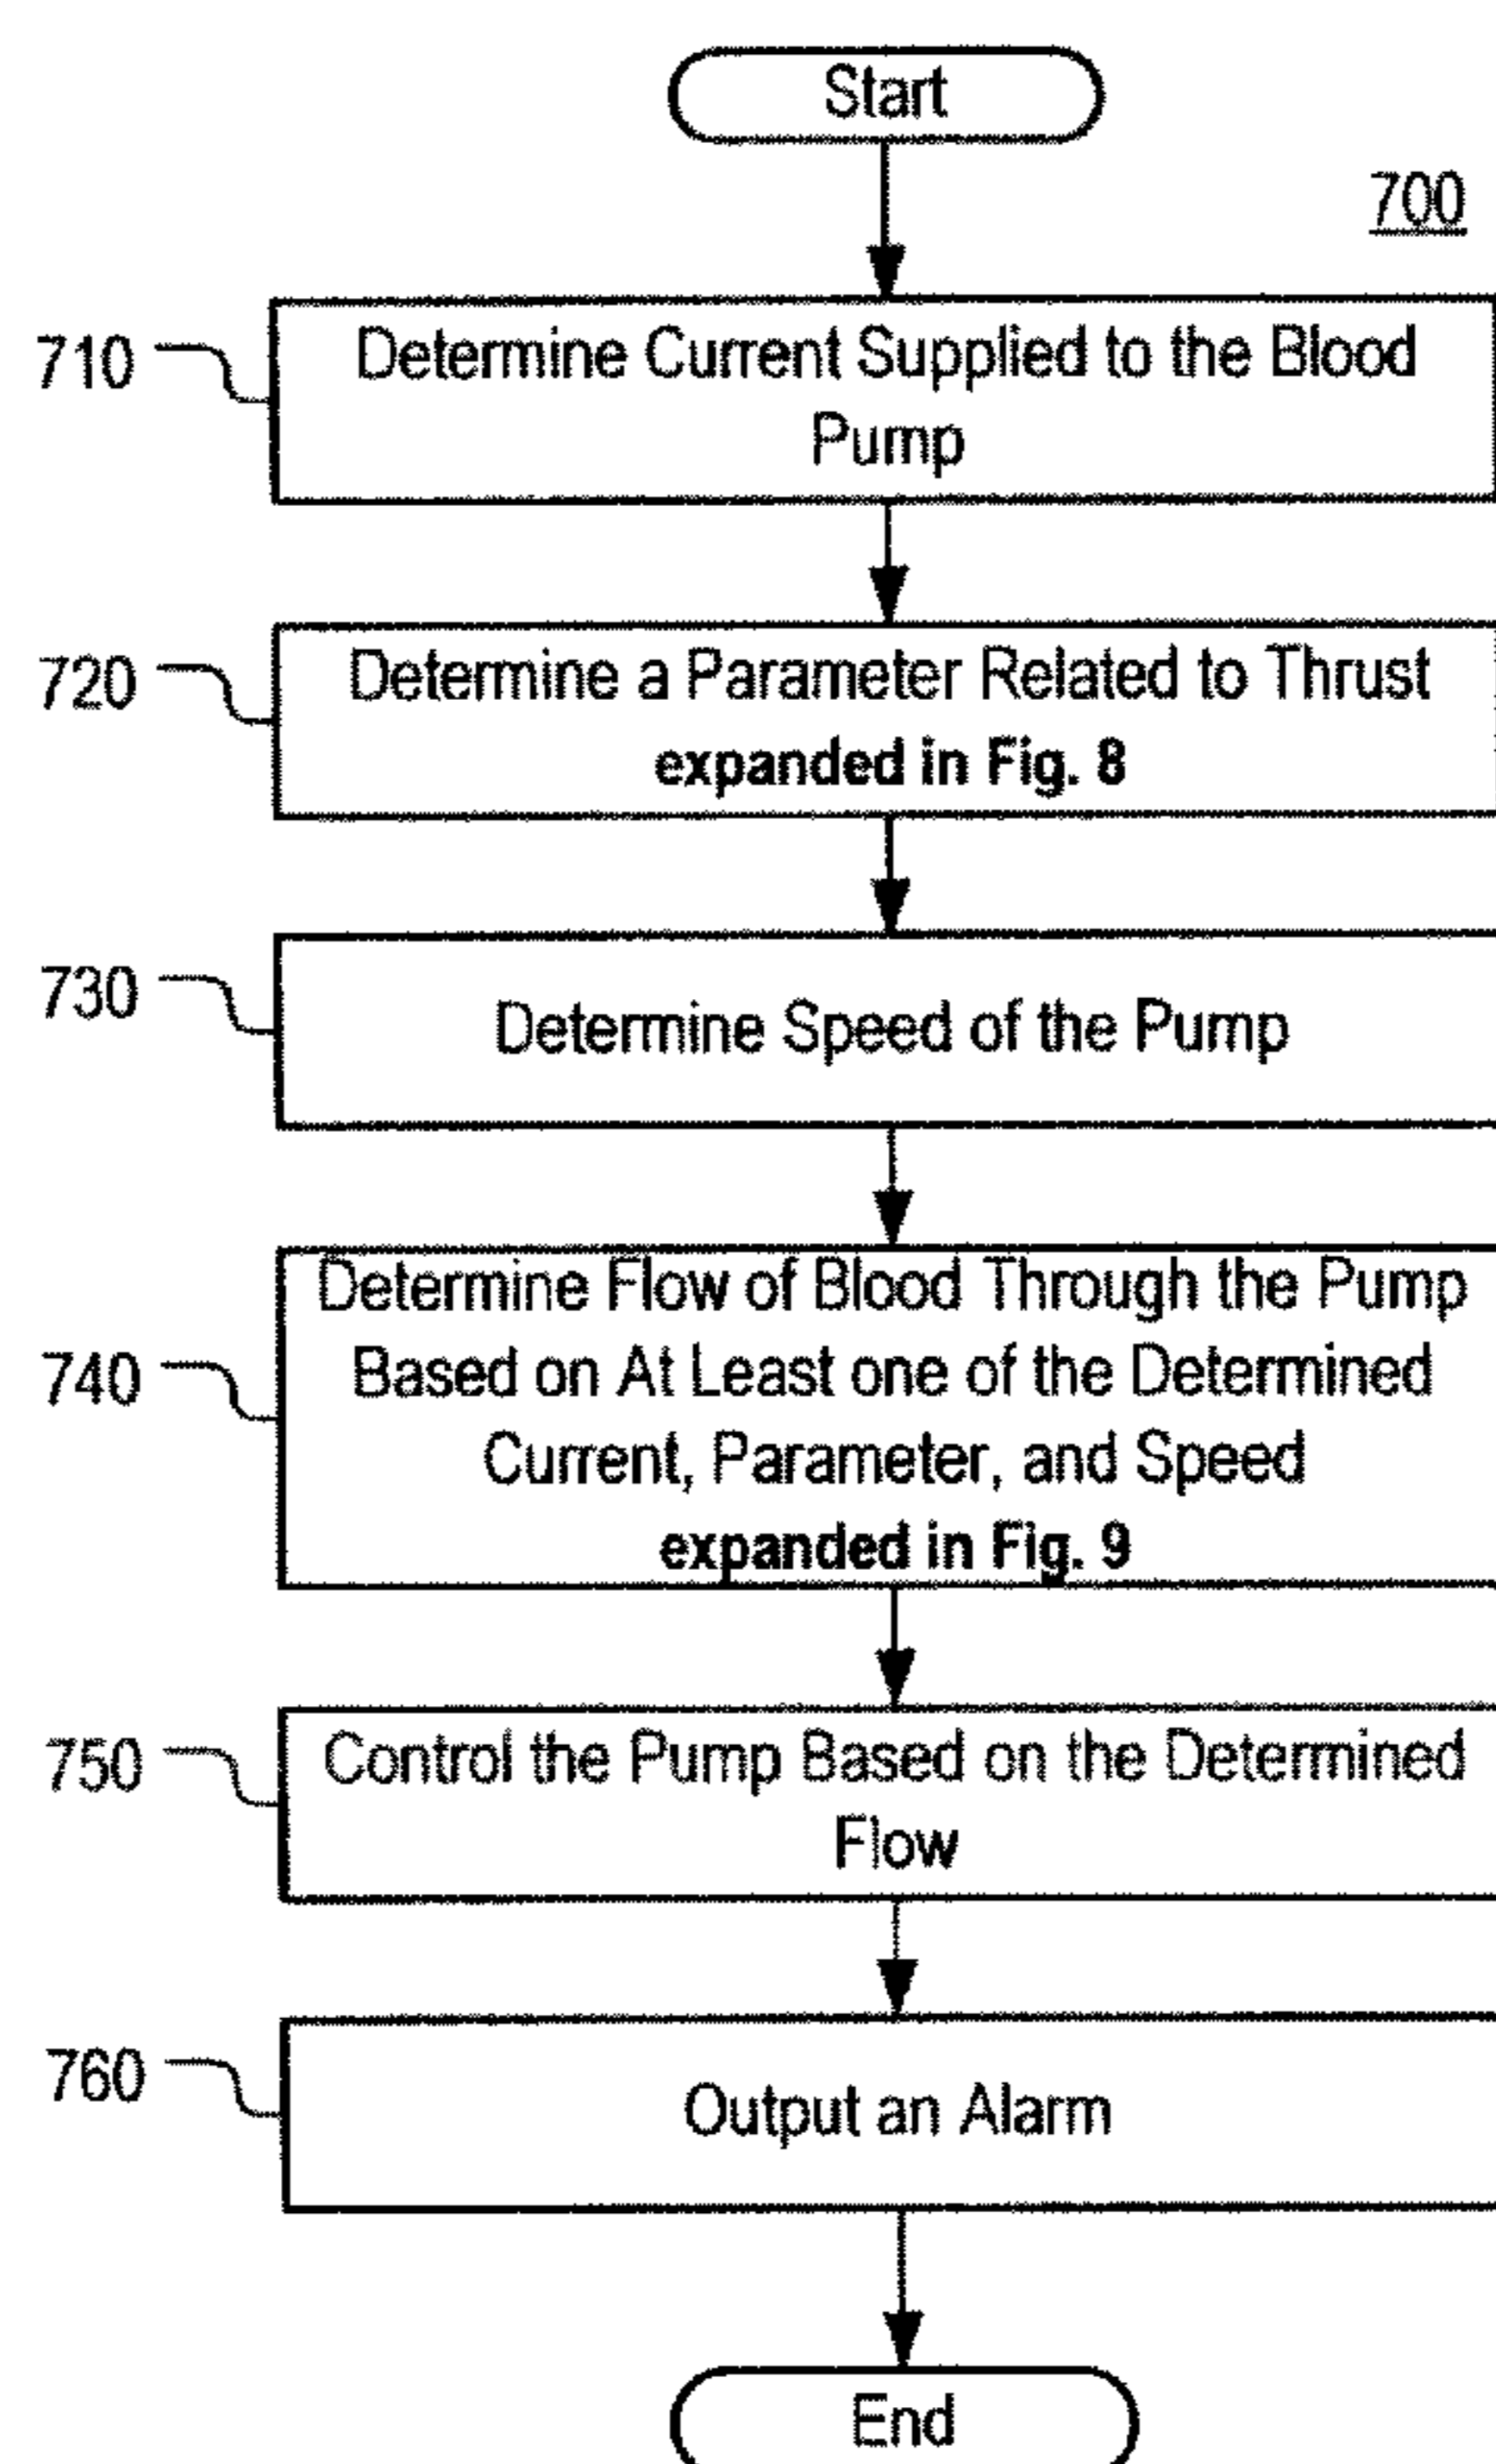 Start
700
710
Determine Current Supplied to the Blood
Pump
720
Determine a Parameter Related to Thrust
expanded in Fig. 8
730
Determine Speed of the Pump
740
Determine Flow of Blood Through the Pump
Based on At Least one of the Determined
Current, Parameter, and Speed
expanded in Fig. 9
750
Control the Pump Based on the Determined
Flow
760
Output an Alarm
End